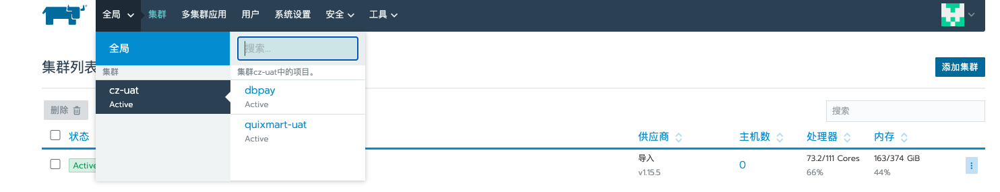 全局 集群 多集群应用 用户 系统设置 安全 工具
全局 搜索...
集群列表 添加集群
集群 集群cz-uat中的项目。
cz-uat dbpay
Active Active
删除 搜索
quixmart-uat
状态 供应商 主机数 处理器 内存
Active
Active 导入 0 73.2/111 Cores 163/374 GiB
v1.15.5 66% 44%